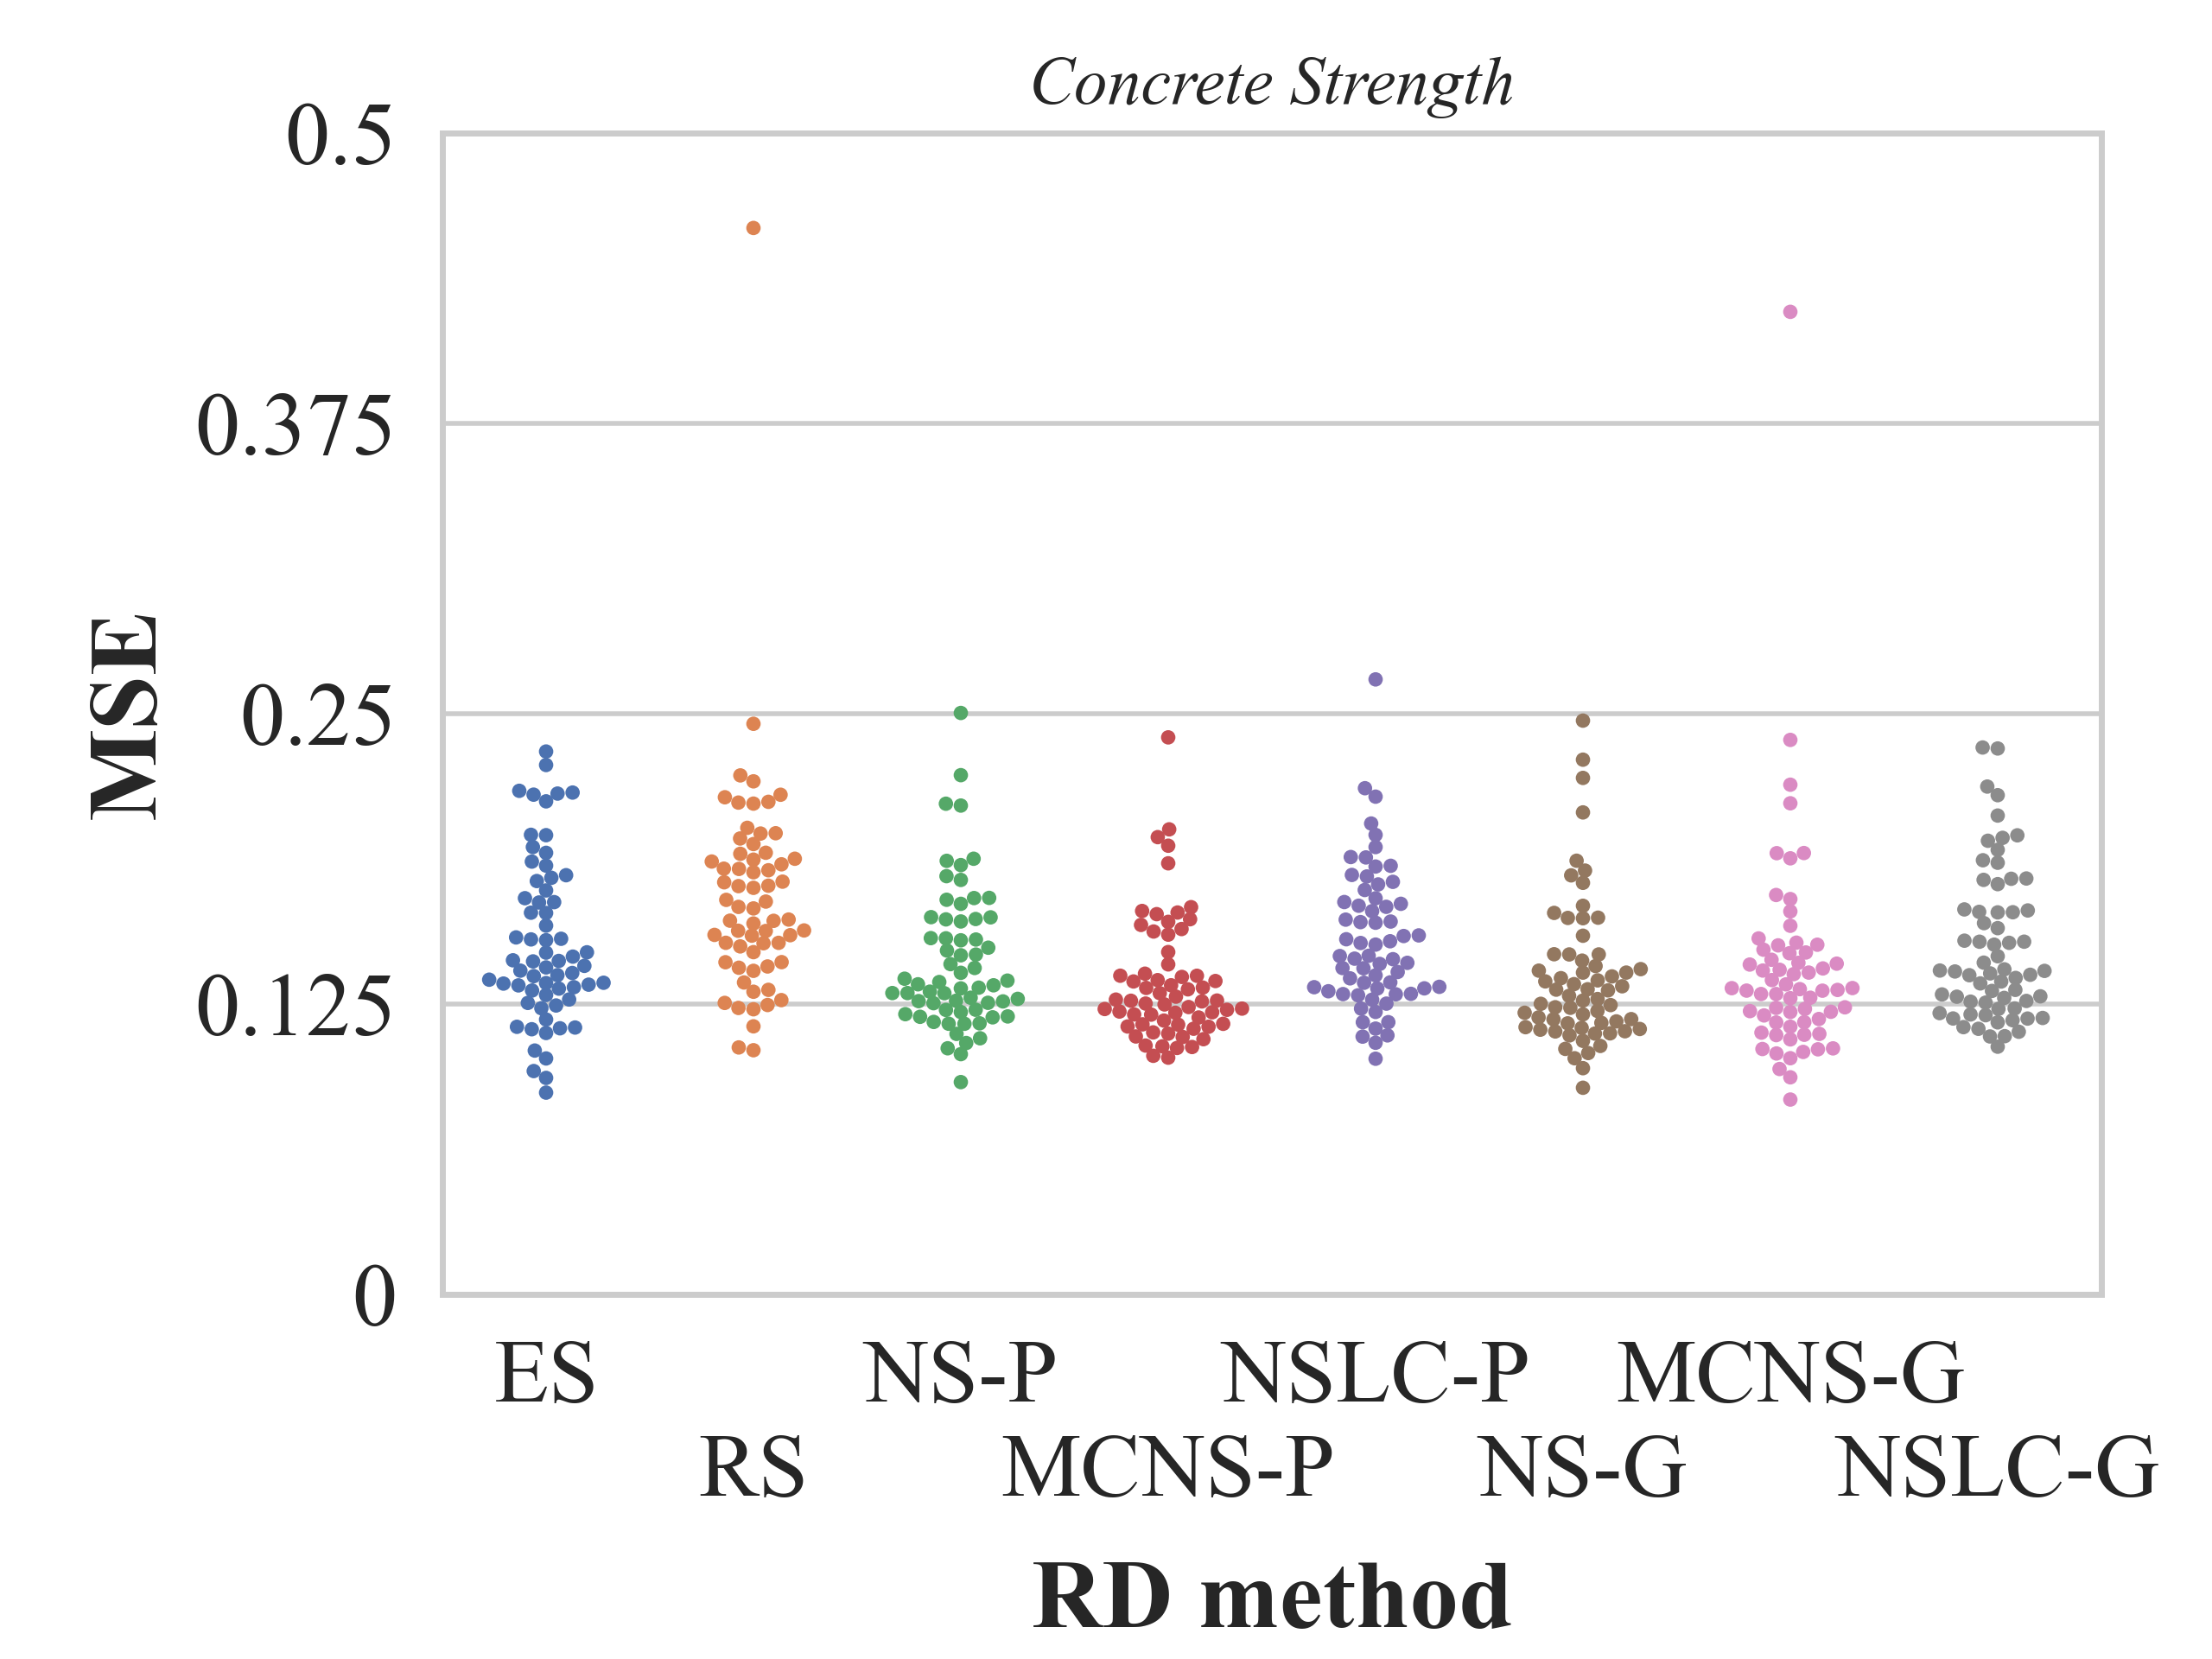 Concrete Strength
0.5
0.375
0.25
0.125
0
MSE
ES
NS-P
NSLC-P
MCNS-G
RS
MCNS-P
NS-G
NSLC-G
RD method